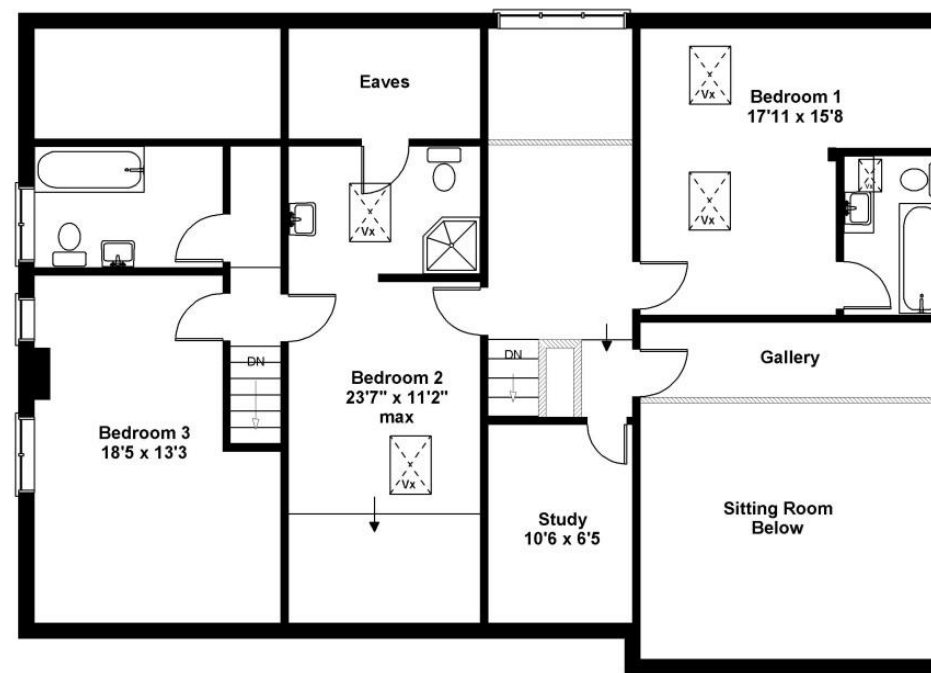 Eaves
Bedroom 1
17'11 x 15'8
Vx
Vx
Vx
Vx
DN
DN
Gallery
Bedroom 2
23'7" x 11'2"
max
Bedroom 3
18'5 x 13'3
Vx
Study
10'6 x 6'5
Sitting Room
Below